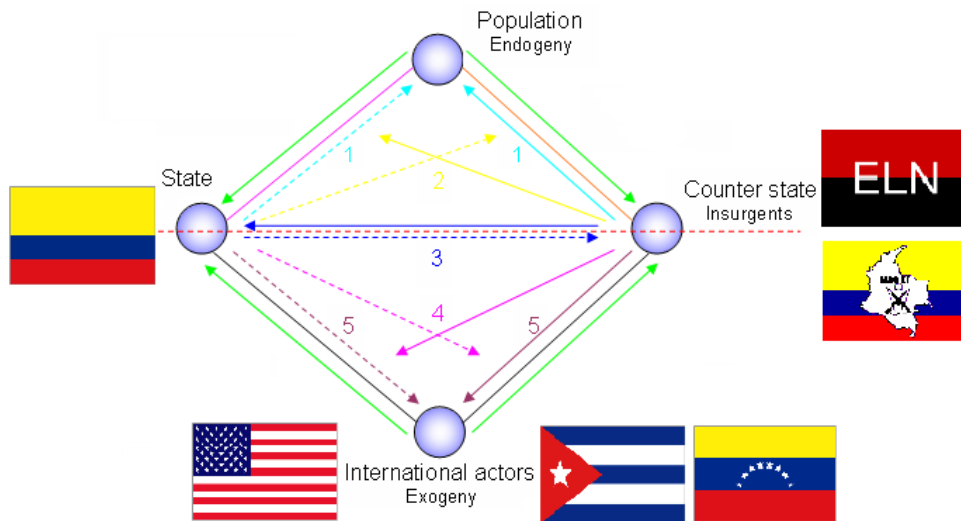 Population
Endogeny
1
1
2
State
ELN
Counter state
Insurgents
3
4
5
5
International actors
Exogeny